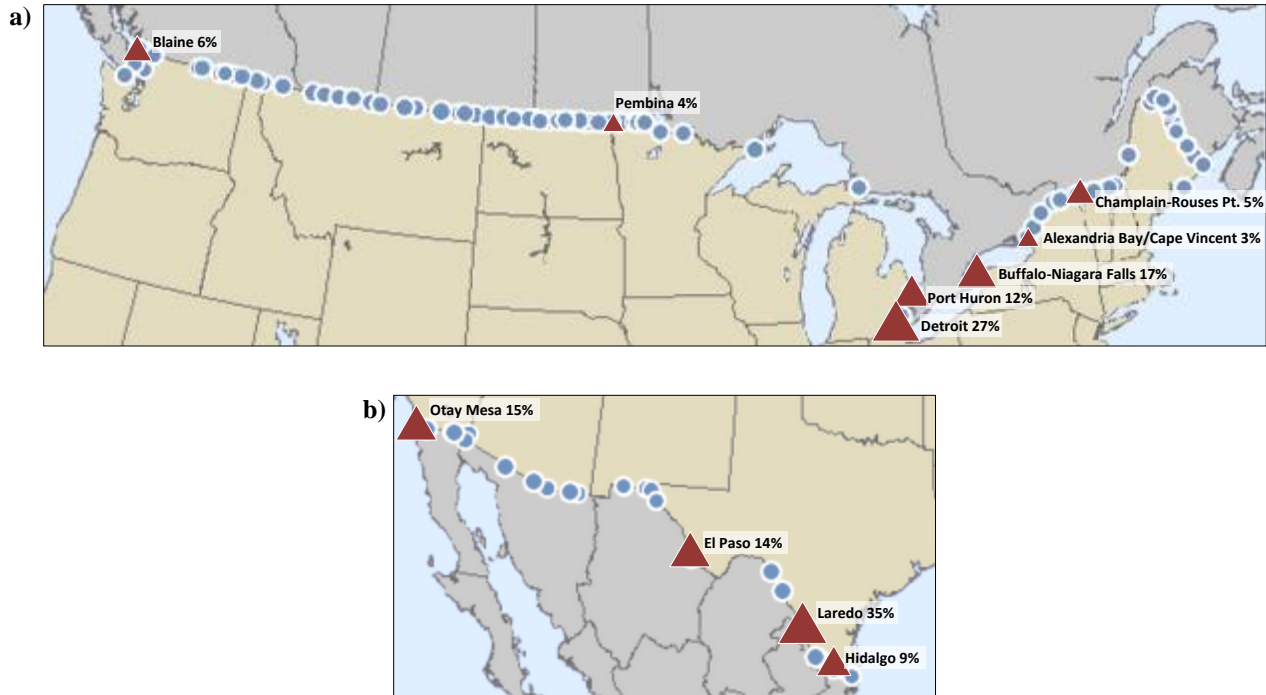 a)
Blaine 6%
Pembina 4%
Champlain-Rouses Pt. 5%
Alexandria Bay/Cape Vincent 3%
Buffalo-Niagara Falls 17%
Port Huron 12%
Detroit 27%
b)
Otay Mesa 15%
El Paso 14%
Laredo 35%
Hidalgo 9%